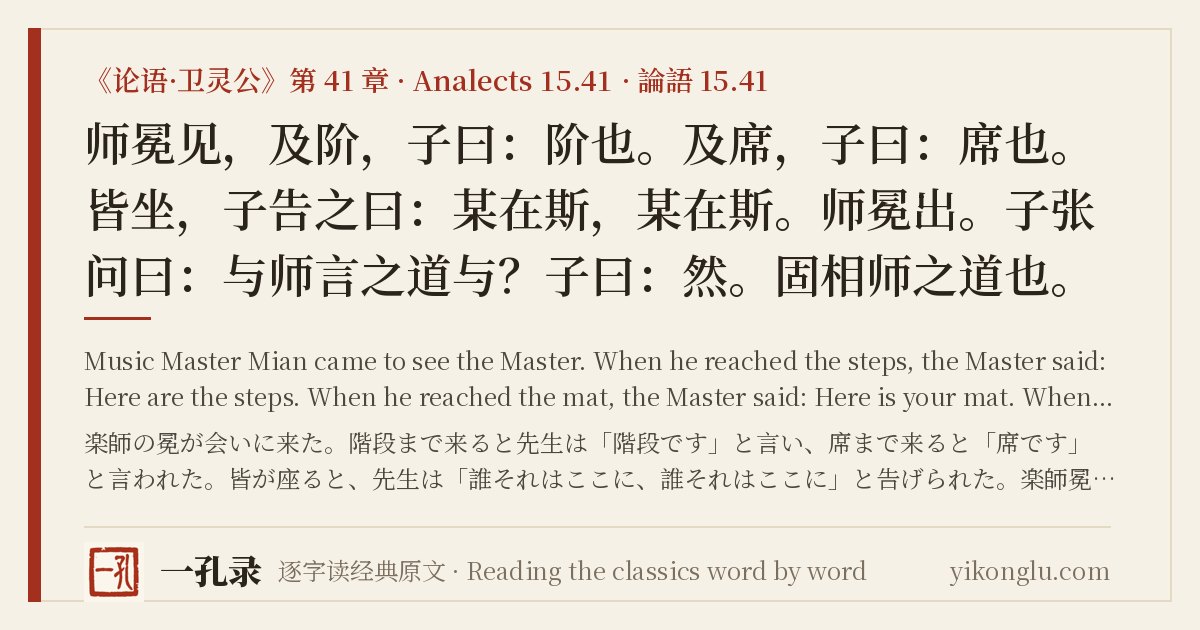 《论语·卫灵公》第 41 章 · Analects 15.41 · 論語 15.41
师冕见，及阶，子曰：阶也。及席，子曰：席也。
皆坐，子告之曰：某在斯，某在斯。师冕出。子张
问曰：与师言之道与？子曰：然。固相师之道也。
Music Master Mian came to see the Master. When he reached the steps, the Master said:
Here are the steps. When he reached the mat, the Master said: Here is your mat. When…
楽師の冕が会いに来た。階段まで来ると先生は「階段です」と言い、席まで来ると「席です」
と言われた。皆が座ると、先生は「誰それはここに、誰それはここに」と告げられた。楽師冕…
一孔
一孔录 逐字读经典原文 · Reading the classics word by word yikonglu.com